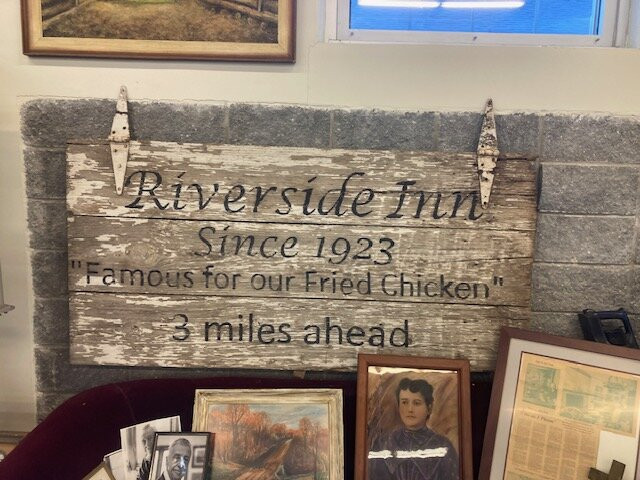 Riverside Inn
Since 1923
"Famous for our Fried Chicken"
3 miles ahead